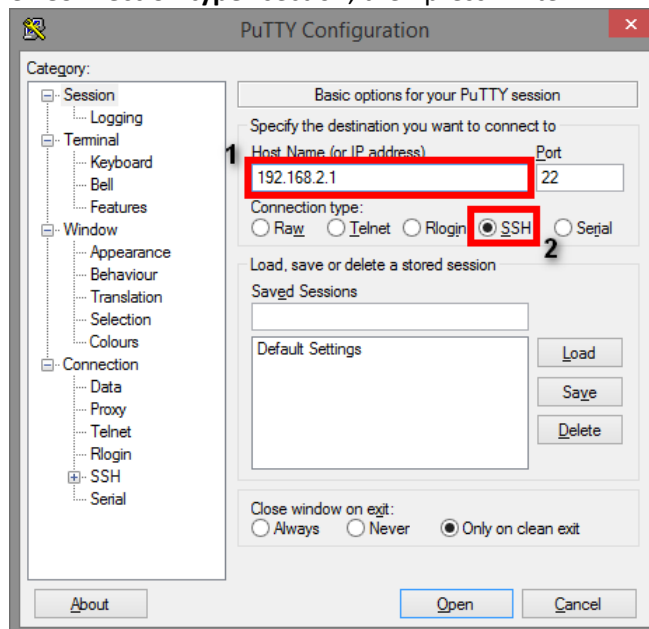 PuTTY Configuration
Category:
Session
Logging
Terminal
Keyboard
Bell
Features
Window
Appearance
Behaviour
Translation
Selection
Colours
Connection
Data
Proxy
Telnet
Rlogin
SSH
Serial
Basic options for your PuTTY session
Specify the destination you want to connect to
Host Name (or IP address) Port
1 192.168.2.1 22
Connection type:
Raw Telnet Rlogin SSH Serial
2
Load, save or delete a stored session
Saved Sessions
Default Settings
Load
Save
Delete
Close window on exit:
Always Never Only on clean exit
About Open Cancel